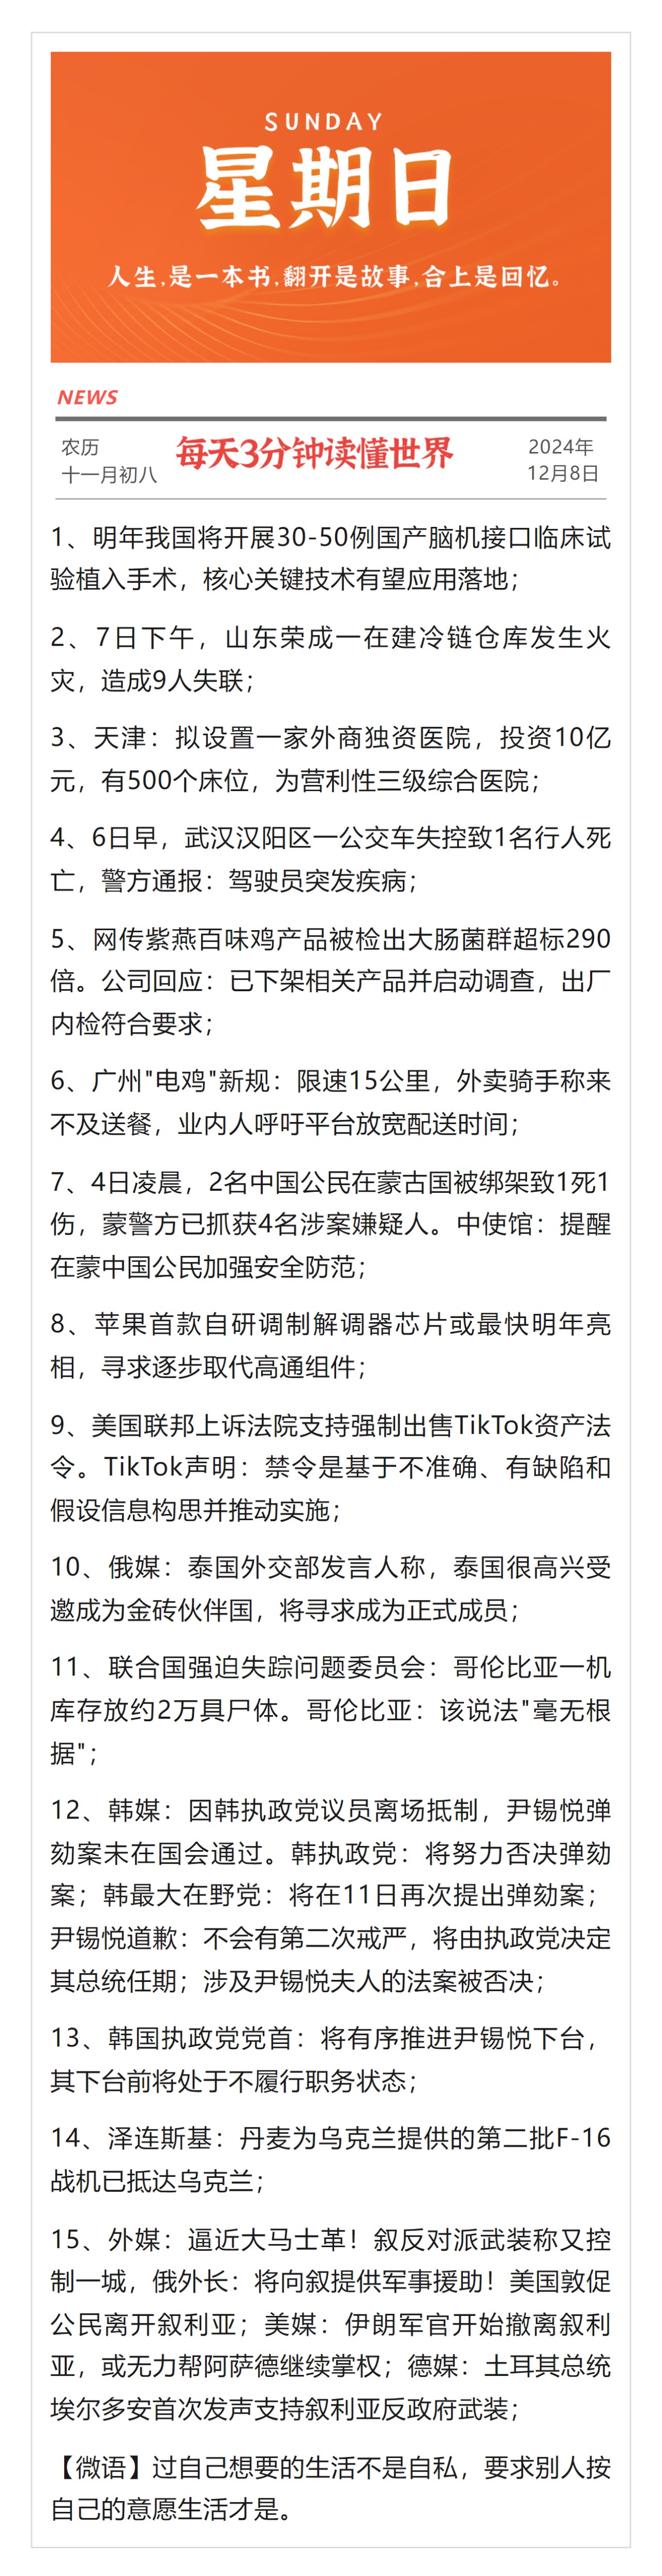 SUNDAY
星期日
人生,是一本书,翻开是故事,合上是回忆。
NEWS
农历
十一月初八
每天3分钟读懂世界
2024年
12月8日
1、明年我国将开展30-50例国产脑机接口临床试
验植入手术，核心关键技术有望应用落地；
2、7日下午，山东荣成一在建冷链仓库发生火
灾，造成9人失联；
3、天津：拟设置一家外商独资医院，投资10亿
元，有500个床位，为营利性三级综合医院；
4、6日早，武汉汉阳区一公交车失控致1名行人死
亡，警方通报：驾驶员突发疾病；
5、网传紫燕百味鸡产品被检出大肠菌群超标290
倍。公司回应：已下架相关产品并启动调查，出厂
内检符合要求；
6、广州"电鸡"新规：限速15公里，外卖骑手称来
不及送餐，业内人呼吁平台放宽配送时间；
7、4日凌晨，2名中国公民在蒙古国被绑架致1死1
伤，蒙警方已抓获4名涉案嫌疑人。中使馆：提醒
在蒙中国公民加强安全防范；
8、苹果首款自研调制解调器芯片或最快明年亮
相，寻求逐步取代高通组件；
9、美国联邦上诉法院支持强制出售TikTok资产法
令。TikTok声明：禁令是基于不准确、有缺陷和
假设信息构思并推动实施；
10、俄媒：泰国外交部发言人称，泰国很高兴受
邀成为金砖伙伴国，将寻求成为正式成员；
11、联合国强迫失踪问题委员会：哥伦比亚一机
库存放约2万具尸体。哥伦比亚：该说法"毫无根
据"；
12、韩媒：因韩执政党议员离场抵制，尹锡悦弹
劾案未在国会通过。韩执政党：将努力否决弹劾
案；韩最大在野党：将在11日再次提出弹劾案；
尹锡悦道歉：不会有第二次戒严，将由执政党决定
其总统任期；涉及尹锡悦夫人的法案被否决；
13、韩国执政党党首：将有序推进尹锡悦下台，
其下台前将处于不履行职务状态；
14、泽连斯基：丹麦为乌克兰提供的第二批F-16
战机已抵达乌克兰；
15、外媒：逼近大马士革！叙反对派武装称又控
制一城，俄外长：将向叙提供军事援助！美国敦促
公民离开叙利亚；美媒：伊朗军官开始撤离叙利
亚，或无力帮阿萨德继续掌权；德媒：土耳其总统
埃尔多安首次发声支持叙利亚反政府武装；
【微语】过自己想要的生活不是自私，要求别人按
自己的意愿生活才是。